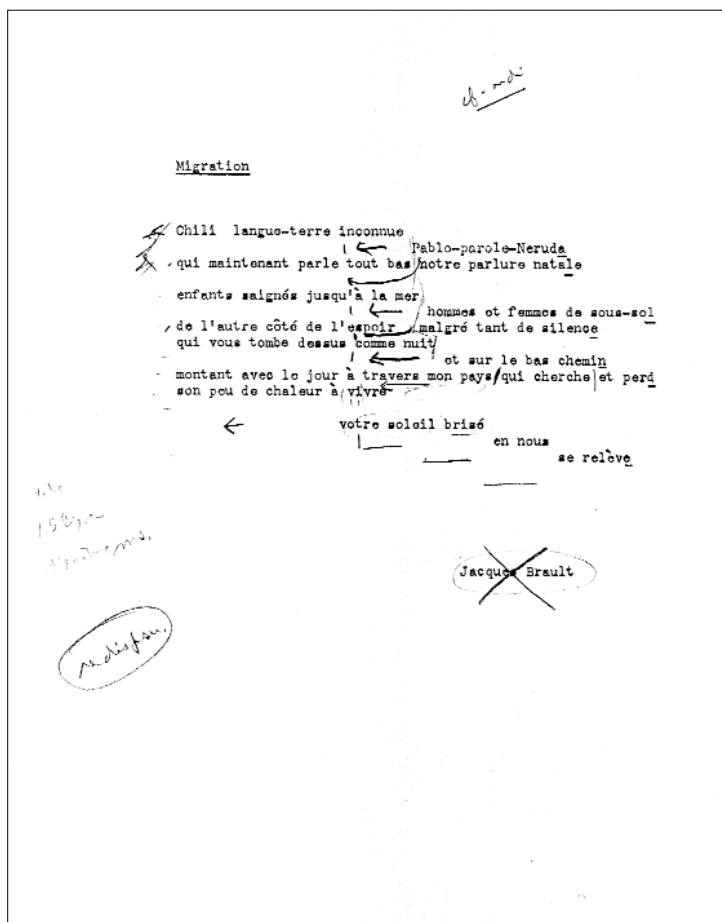 Migration
Chili langue-terre inconnue
Pablo-parole-Neruda
qui maintenant parle tout bas notre parlure natale
enfants saignés jusqu'à la mer
hommes et femmes de sous-sol
de l'autre côté de l'espoir malgré tant de silence
qui vous tombe dessus comme nuit
et sur le bas chemin
montant avec le jour à travers mon pays qui cherche et perd
son peu de chaleur à vivre
votre soleil brisé
en nous
se relève
Jacques Brault